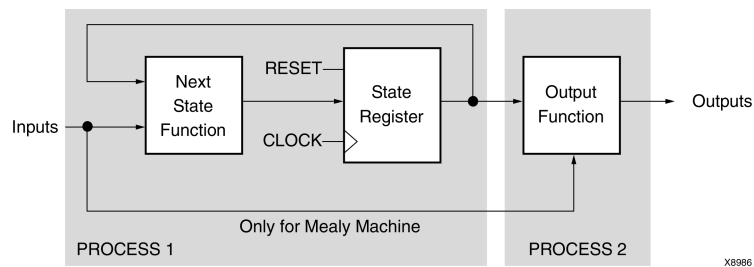 RESET
Next
State
Function
State
Register
Output
Function
Outputs
Inputs
CLOCK
Only for Mealy Machine
PROCESS 1
PROCESS 2
X8986